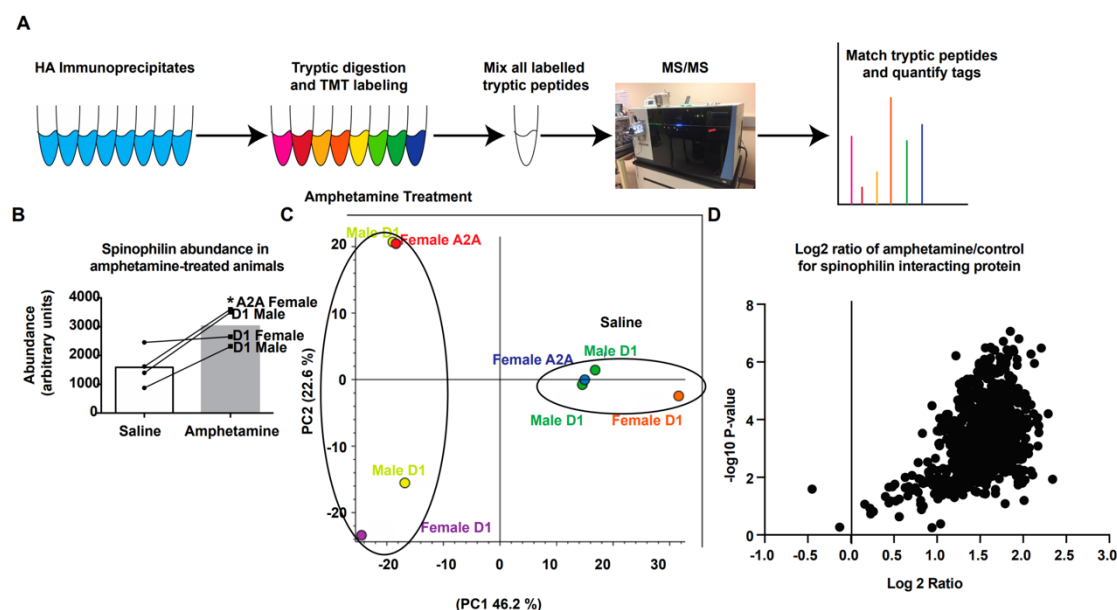 A
HA Immunoprecipitates
Tryptic digestion
and TMT labeling
Mix all labelled
tryptic peptides
MS/MS
Match tryptic peptides
and quantify tags
B
Spinophilin abundance in
amphetamine-treated animals
Abundance
(arbitrary units)
4000
3000
2000
1000
0
*A2A Female
D1 Male
D1 Female
D1 Male
Saline
Amphetamine
C
Amphetamine Treatment
Male D1
Female A2A
Saline
Female A2A
Male D1
Male D1
Female D1
Male D1
Female D1
PC2 (22.6 %)
20
10
0
-10
-20
-20
-10
0
10
20
30
(PC1 46.2 %)
D
Log2 ratio of amphetamine/control
for spinophilin interacting protein
-log10 P-value
8
6
4
2
0
-1.0
-0.5
0.0
0.5
1.0
1.5
2.0
2.5
3.0
Log 2 Ratio